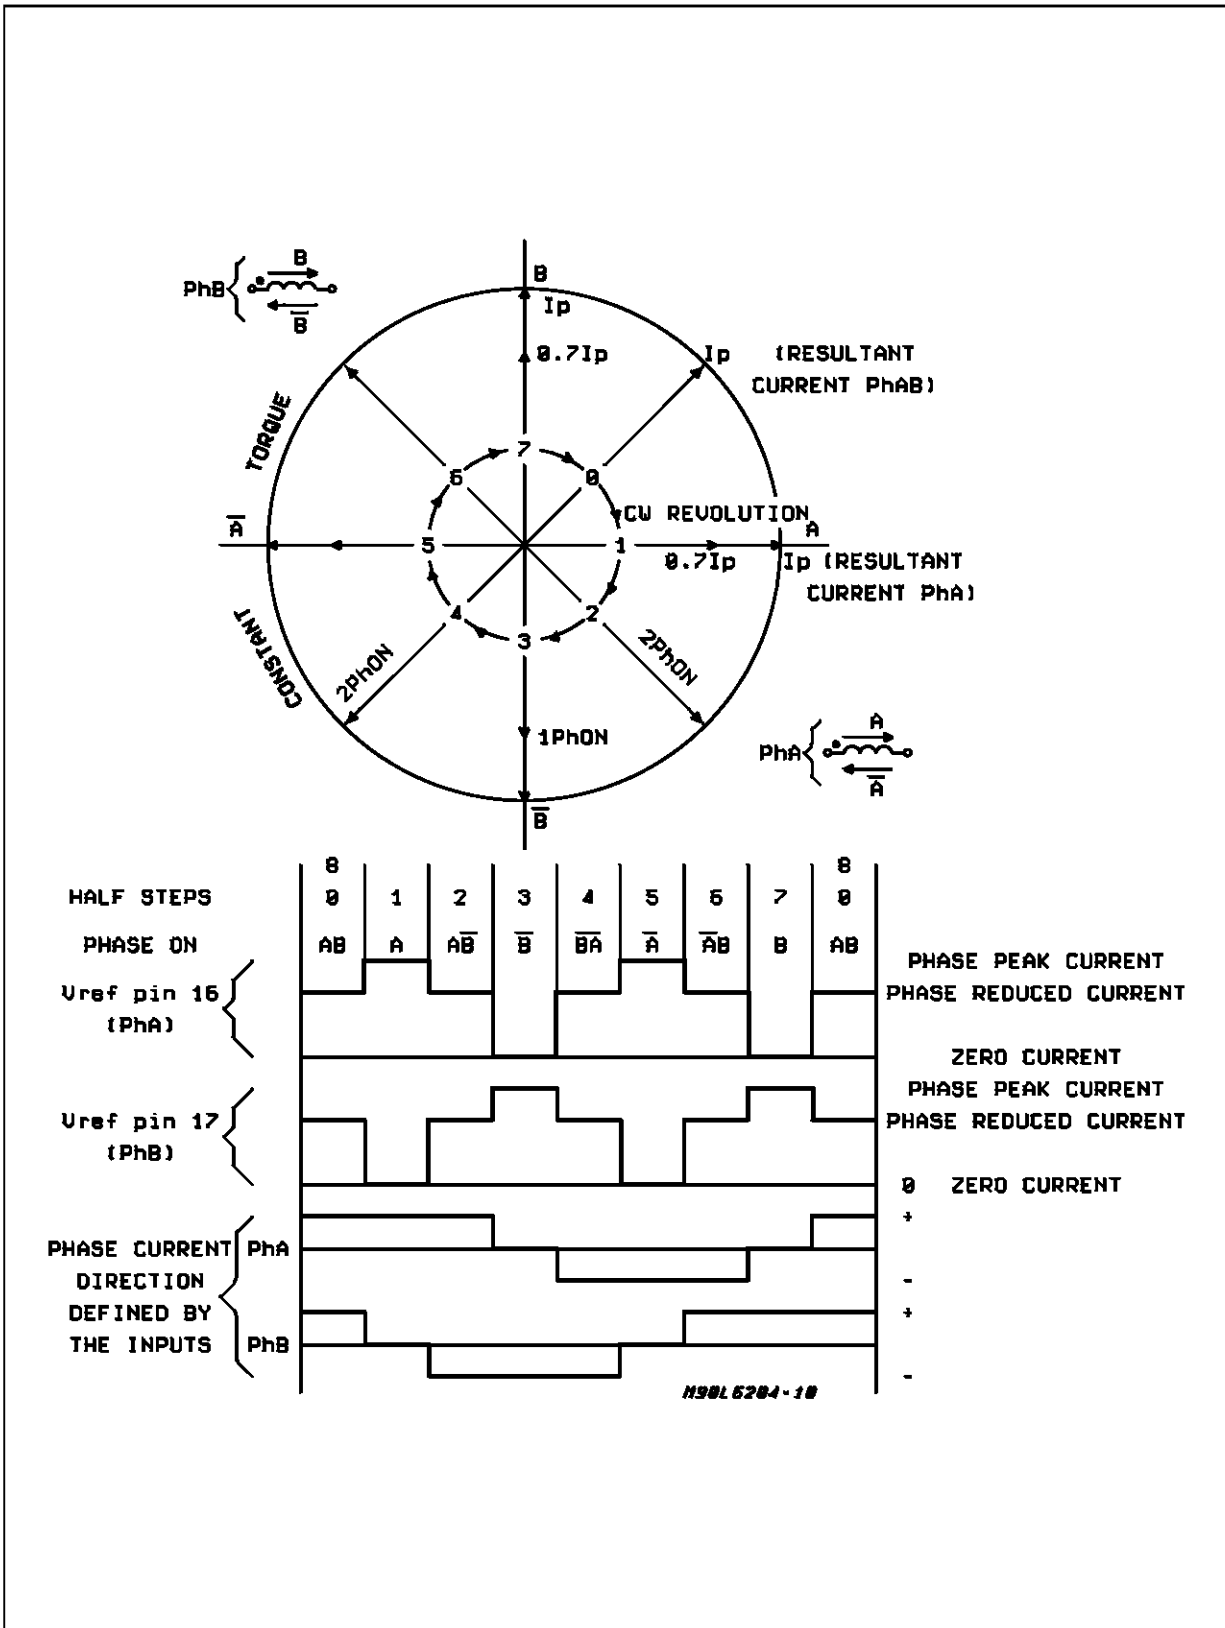 B
PhB
B̅
B
Ip
0.7Ip
Ip (RESULTANT
CURRENT PhAB)
TORQUE
7
6
0
CW REVOLUTION
A̅
5
1
A
0.7Ip
Ip (RESULTANT
CURRENT PhA)
4
2
3
CONSTANT
2PhON
2PhON
1PhON
A
PhA
A̅
B̅
8 8
HALF STEPS 0 1 2 3 4 5 6 7 0
PHASE ON AB A AB̅ B̅ B̅A̅ A̅ A̅B B AB
PHASE PEAK CURRENT
Vref pin 16 PHASE REDUCED CURRENT
(PhA)
ZERO CURRENT
PHASE PEAK CURRENT
Vref pin 17 PHASE REDUCED CURRENT
(PhB)
0 ZERO CURRENT
+
PHASE CURRENT PhA
DIRECTION -
DEFINED BY +
THE INPUTS PhB
-
M90L6204-10